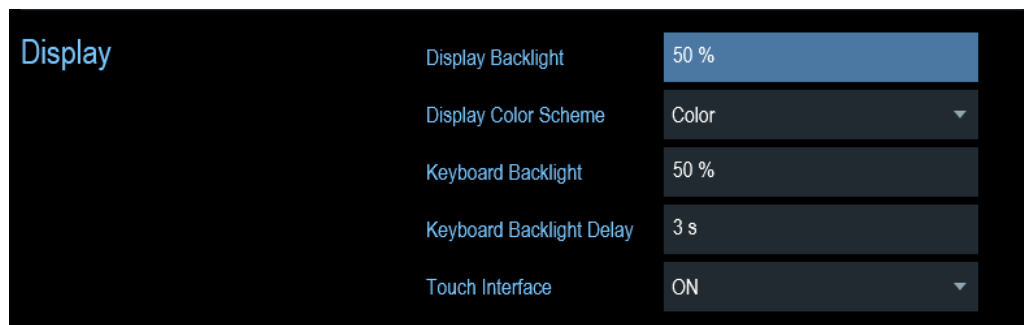 Display
Display Backlight 50 %
Display Color Scheme Color
Keyboard Backlight 50 %
Keyboard Backlight Delay 3 s
Touch Interface ON